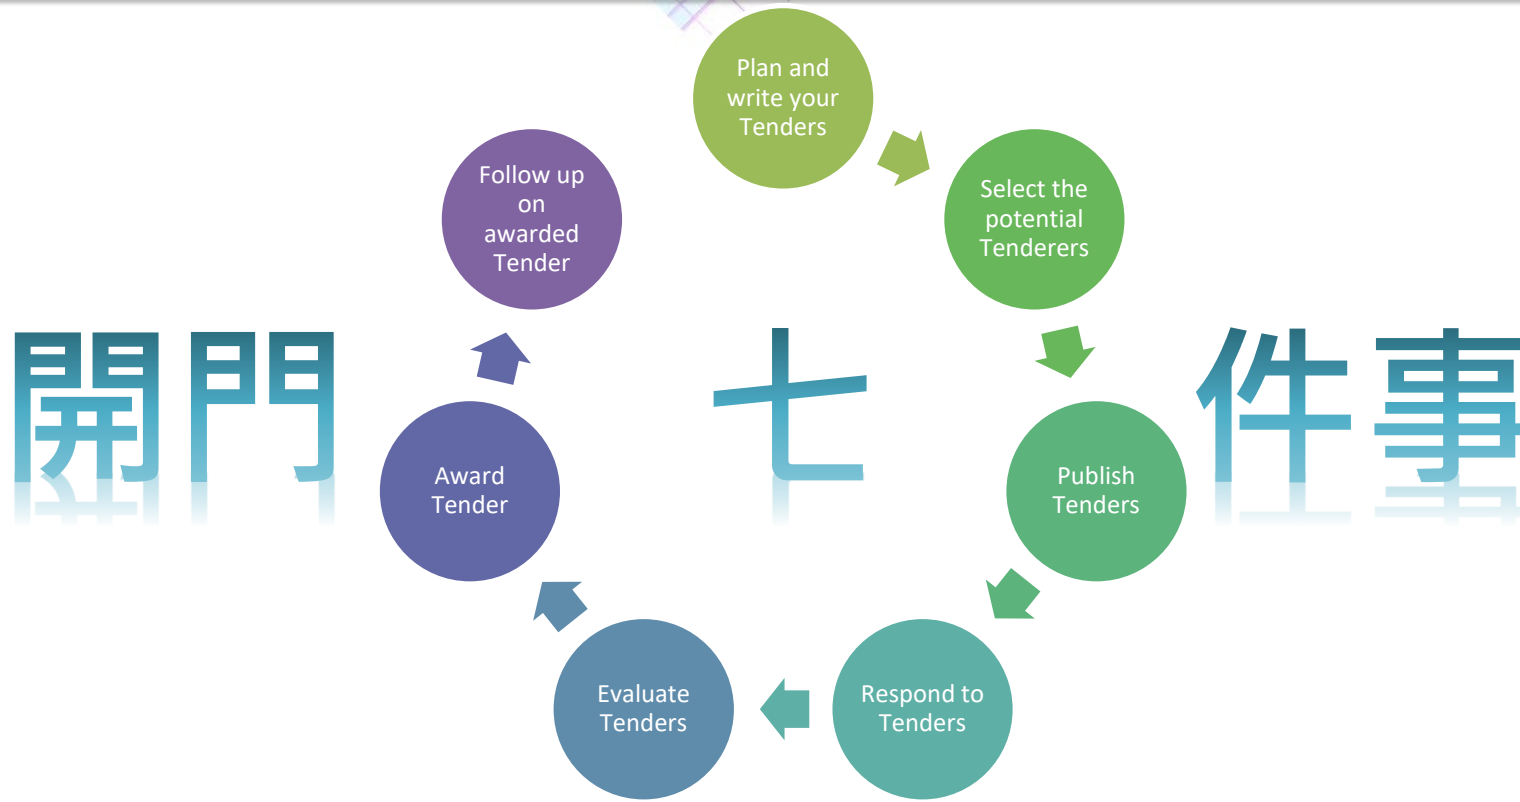 Plan and
write your
Tenders
Select the
potential
Tenderers
Publish
Tenders
Respond to
Tenders
Evaluate
Tenders
Award
Tender
Follow up
on
awarded
Tender
開門 七 件事